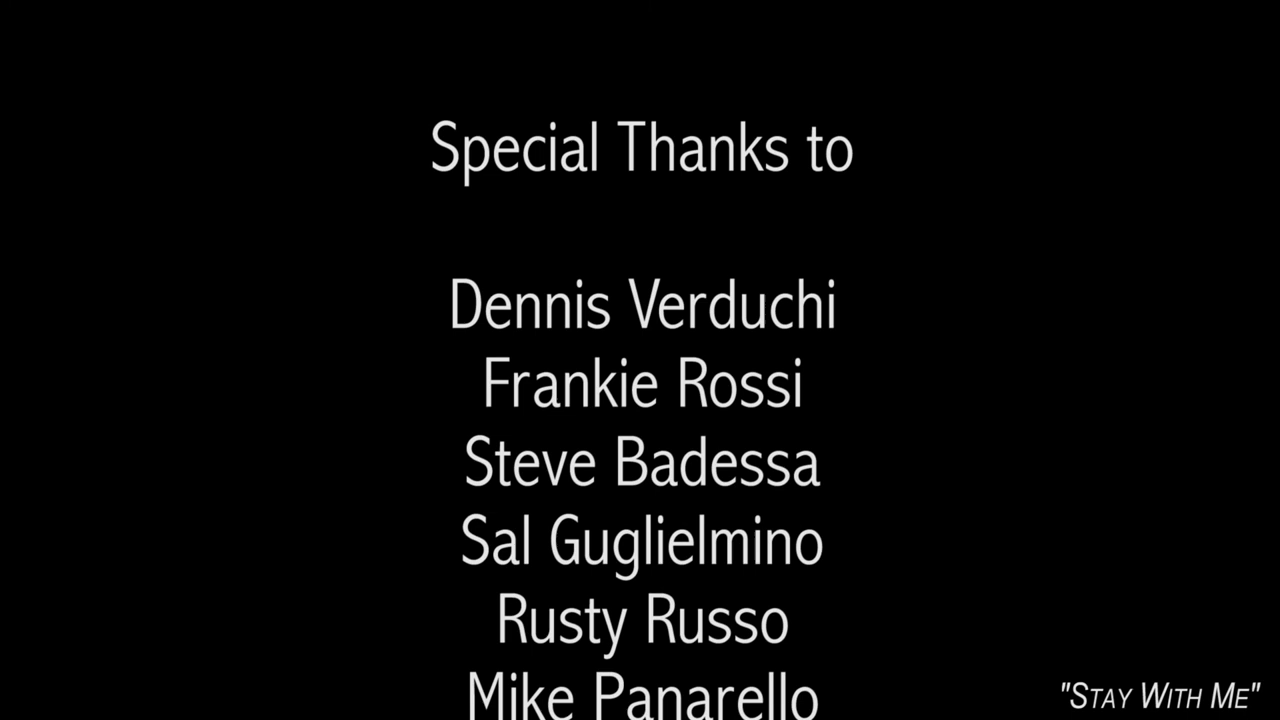 Special Thanks to
Dennis Verduchi
Frankie Rossi
Steve Badessa
Sal Guglielmino
Rusty Russo
Mike Panarello
"STAY WITH ME"